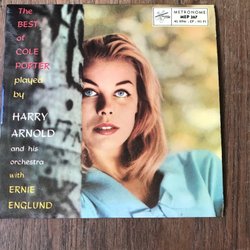 The
BEST
of
COLE
PORTER
played
by
HARRY
ARNOLD
and his
orchestra
with
ERNIE
ENGLUND
METRONOME
MEP 367